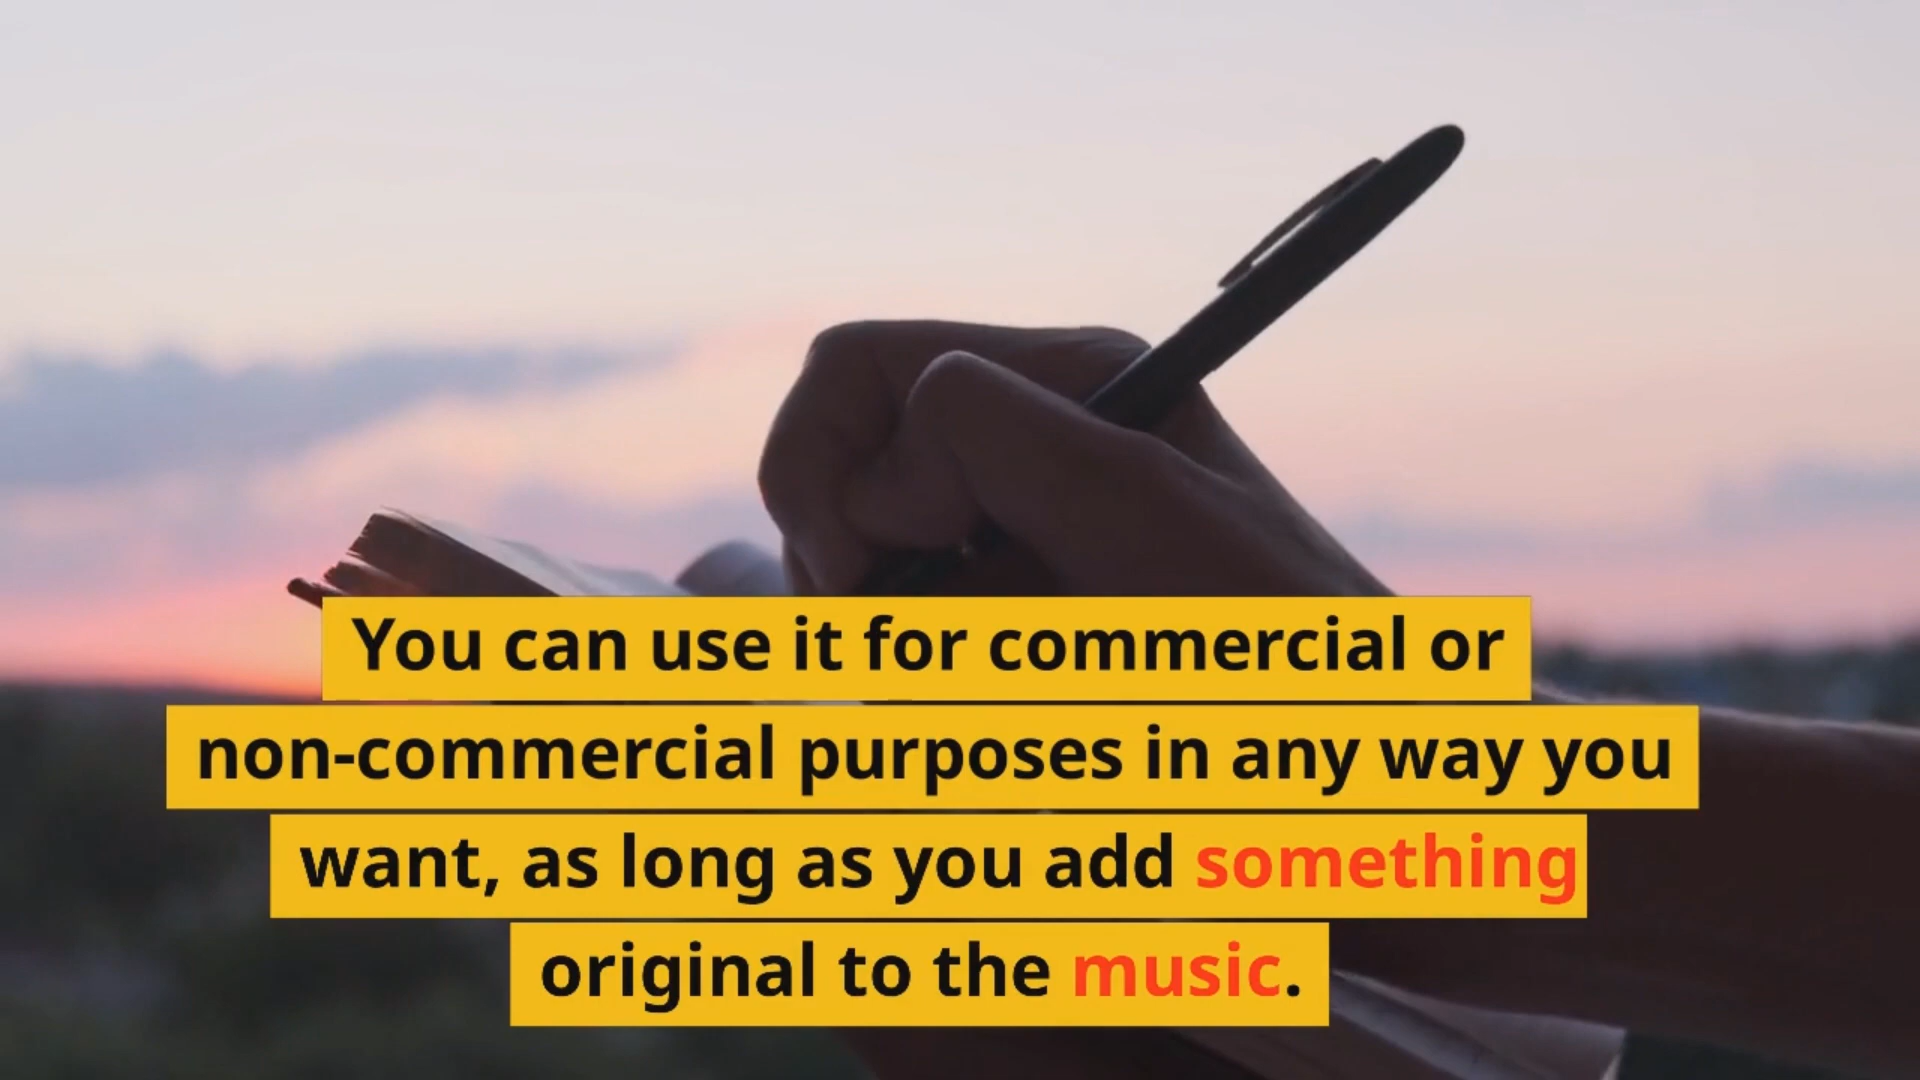 You can use it for commercial or
non-commercial purposes in any way you
want, as long as you add something
original to the music.